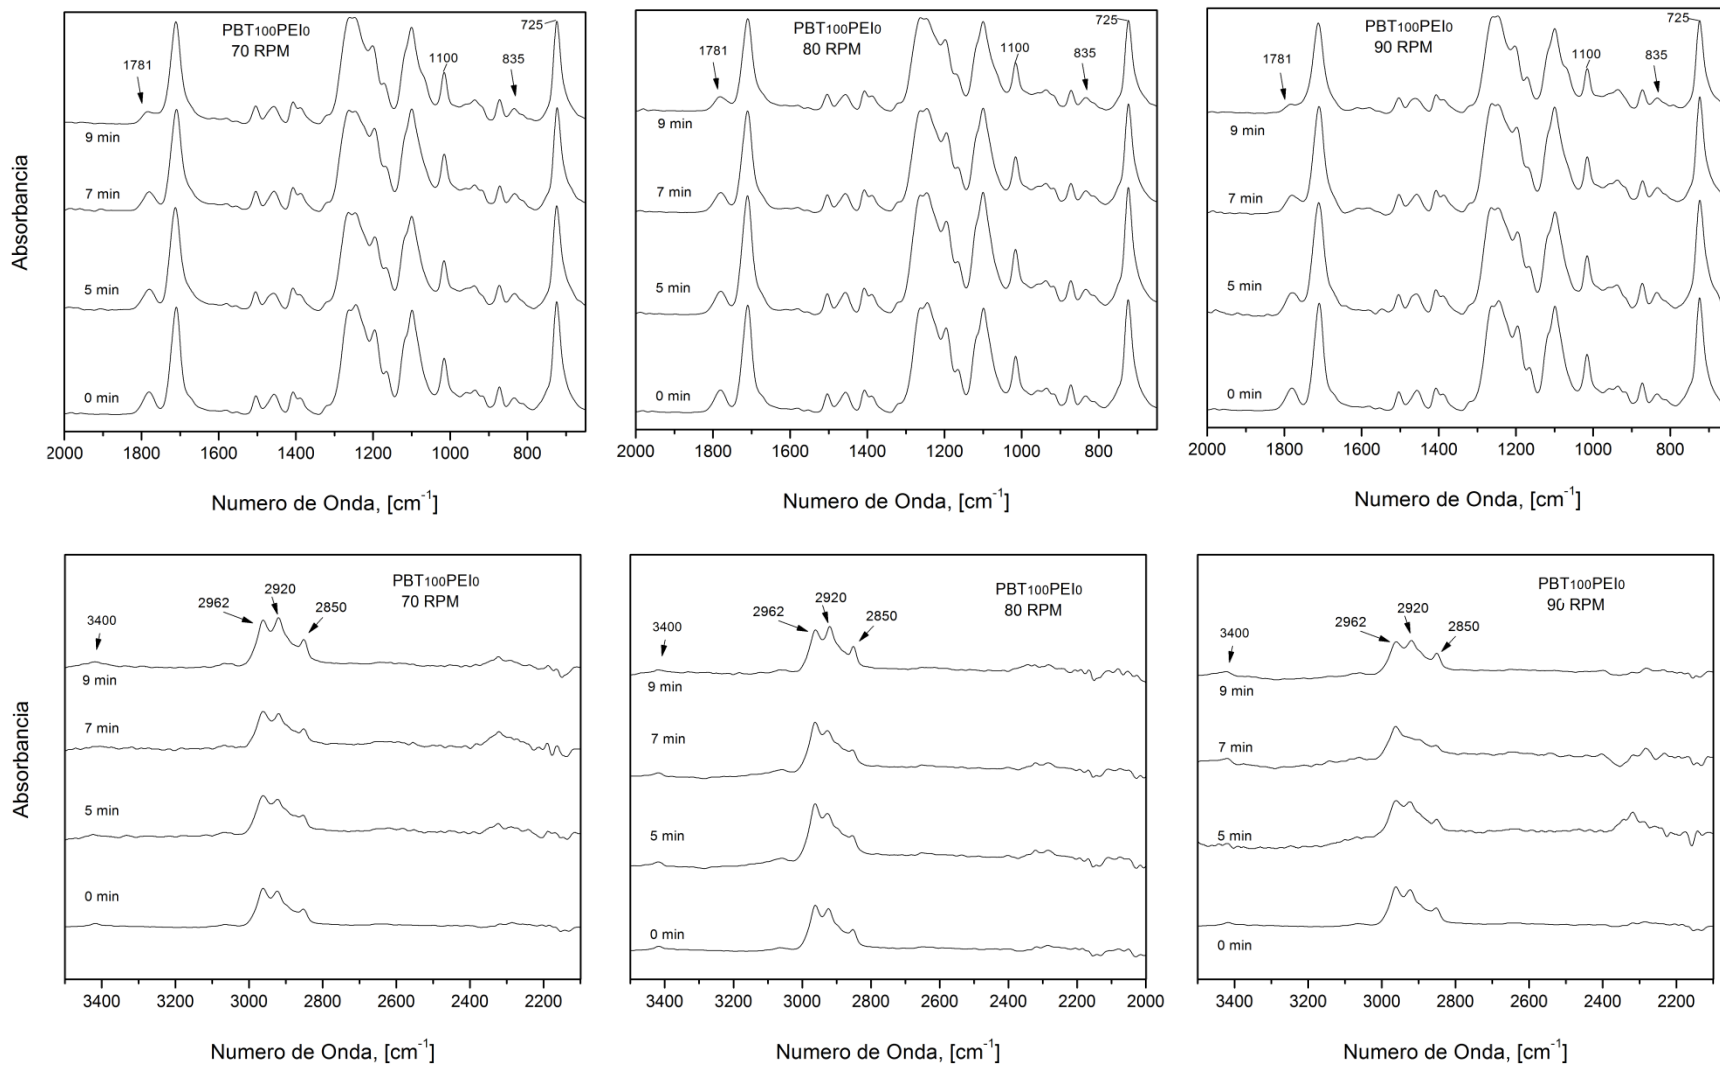 PBT100PEI0
70 RPM
725
1781
1100
835
9 min
7 min
5 min
0 min
2000 1800 1600 1400 1200 1000 800
Numero de Onda, [cm⁻¹]
Absorbancia
PBT100PEI0
80 RPM
725
1781
1100
835
9 min
7 min
5 min
0 min
2000 1800 1600 1400 1200 1000 800
Numero de Onda, [cm⁻¹]
PBT100PEI0
90 RPM
725
1781
1100
835
9 min
7 min
5 min
0 min
2000 1800 1600 1400 1200 1000 800
Numero de Onda, [cm⁻¹]
PBT100PEI0
70 RPM
2920
2962
2850
3400
9 min
7 min
5 min
0 min
3400 3200 3000 2800 2600 2400 2200
Numero de Onda, [cm⁻¹]
Absorbancia
PBT100PEI0
80 RPM
2920
2962
2850
3400
9 min
7 min
5 min
0 min
3400 3200 3000 2800 2600 2400 2200 2000
Numero de Onda, [cm⁻¹]
PBT100PEI0
90 RPM
2920
2962
2850
3400
9 min
7 min
5 min
0 min
3400 3200 3000 2800 2600 2400 2200
Numero de Onda, [cm⁻¹]